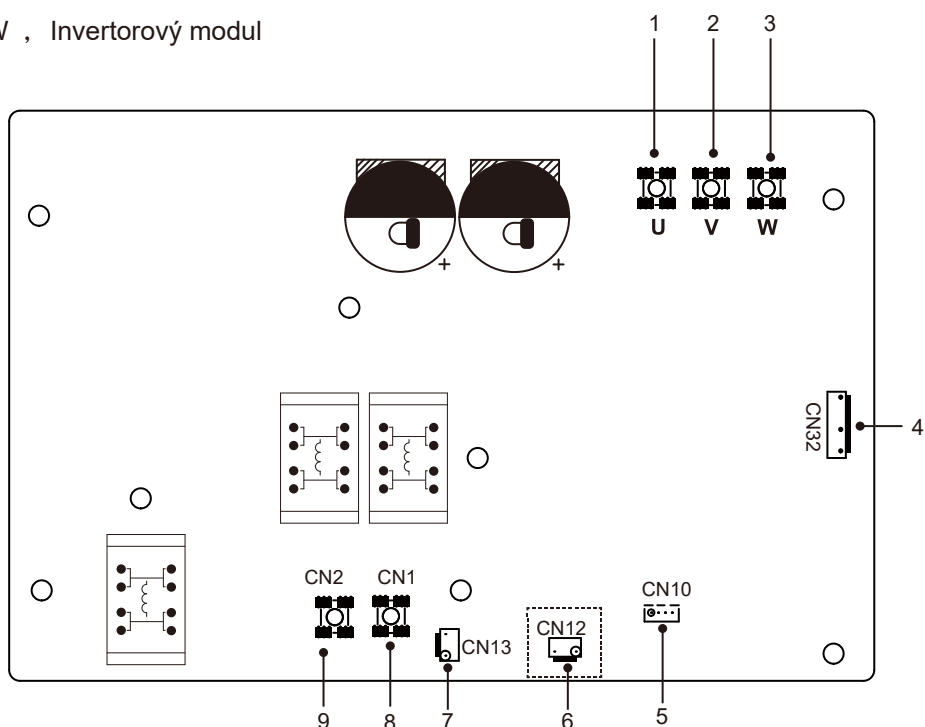 , Invertorový modul
1 2 3
U V W
+ +
CN32
4
CN2 CN1
CN10
CN12
CN13
9 8 7 6 5